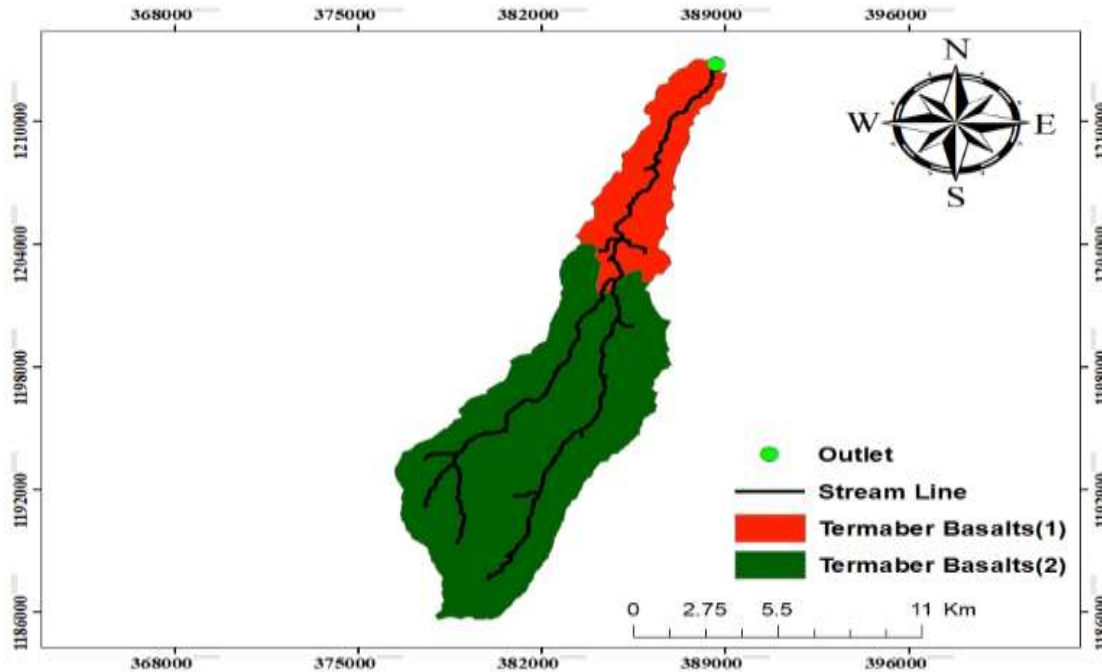 368000 375000 382000 389000 396000
N
W E
S
1210000 1210000
1204000 1204000
1198000 1198000
1192000 1192000
1186000 1186000
Outlet
Stream Line
Termaber Basalts(1)
Termaber Basalts(2)
0 2.75 5.5 11 Km
368000 375000 382000 389000 396000